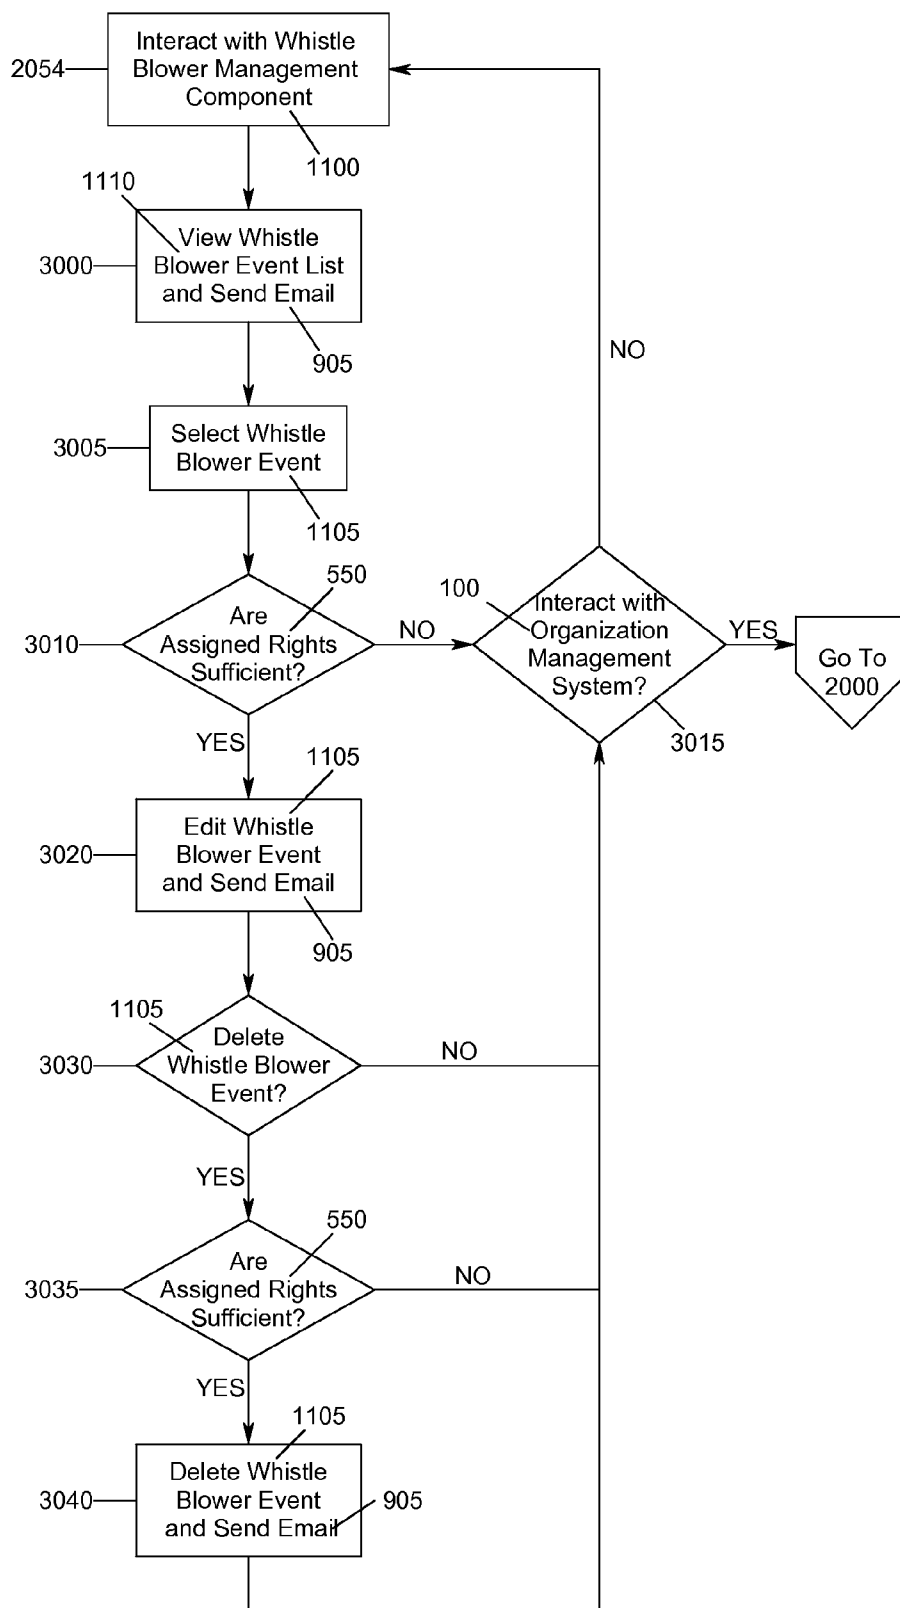 Interact with Whistle
Blower Management
Component
2054
1100
1110
View Whistle
Blower Event List
and Send Email
3000
905
NO
Select Whistle
Blower Event
3005
1105
550
Are
Assigned Rights
Sufficient?
3010
NO
100
Interact with
Organization
Management
System?
YES
Go To
2000
3015
YES
1105
Edit Whistle
Blower Event
and Send Email
3020
905
1105
Delete
Whistle Blower
Event?
3030
NO
YES
550
Are
Assigned Rights
Sufficient?
3035
NO
YES
1105
Delete Whistle
Blower Event
and Send Email
3040
905